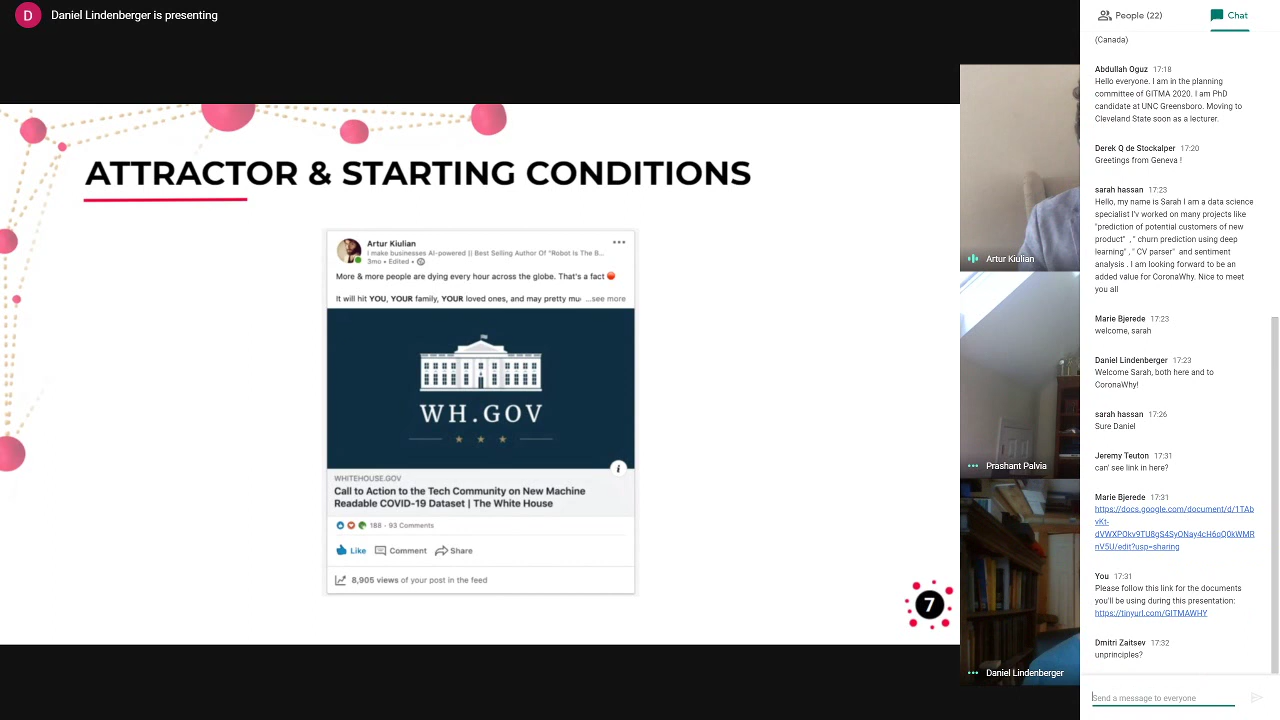 D
Daniel Lindenberger is presenting
ATTRACTOR & STARTING CONDITIONS
Artur Kiulian
I make businesses AI-powered || Best Selling Author Of "Robot Is The B...
3mo • Edited •
More & more people are dying every hour across the globe. That's a fact
It will hit YOU, YOUR family, YOUR loved ones, and may pretty mu ...see more
WH.GOV
i
WHITEHOUSE.GOV
Call to Action to the Tech Community on New Machine
Readable COVID-19 Dataset | The White House
188 · 93 Comments
Like Comment Share
8,905 views of your post in the feed
7
Artur Kiulian
Prashant Palvia
Daniel Lindenberger
People (22) Chat
(Canada)
Abdullah Oguz 17:18
Hello everyone. I am in the planning
committee of GITMA 2020. I am PhD
candidate at UNC Greensboro. Moving to
Cleveland State soon as a lecturer.
Derek Q de Stockalper 17:20
Greetings from Geneva !
sarah hassan 17:23
Hello, my name is Sarah I am a data science
specialist I'v worked on many projects like
"prediction of potential customers of new
product" , " churn prediction using deep
learning" , " CV parser" and sentiment
analysis . I am looking forward to be an
added value for CoronaWhy. Nice to meet
you all
Marie Bjerede 17:23
welcome, sarah
Daniel Lindenberger 17:23
Welcome Sarah, both here and to
CoronaWhy!
sarah hassan 17:26
Sure Daniel
Jeremy Teuton 17:31
can' see link in here?
Marie Bjerede 17:31
https://docs.google.com/document/d/1TAb
vKt-
dVWXPOkv9TU8gS4SyONay4cH6qQ0kWMR
nV5U/edit?usp=sharing
You 17:31
Please follow this link for the documents
you'll be using during this presentation:
https://tinyurl.com/GITMAWHY
Dmitri Zaitsev 17:32
unprinciples?
Send a message to everyone